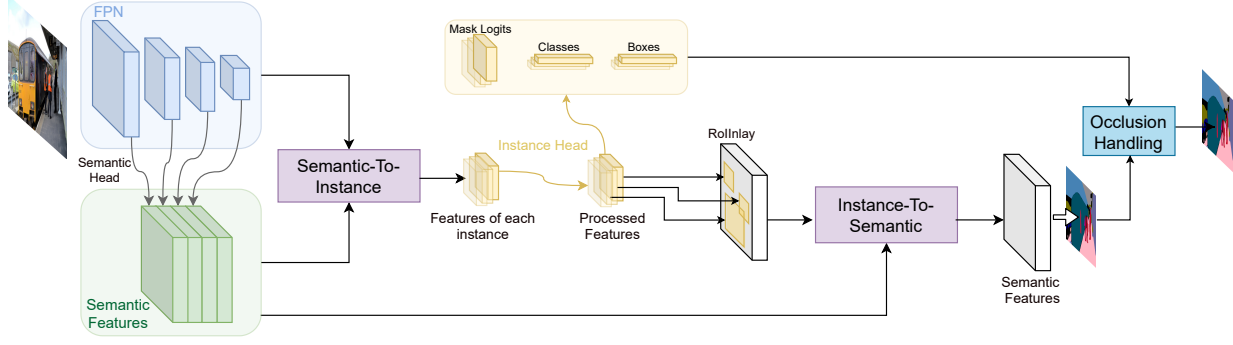 FPN
Semantic
Head
Semantic
Features
Semantic-To-
Instance
Mask Logits
Classes
Boxes
Instance Head
Features of each
instance
Processed
Features
RoIInlay
Instance-To-
Semantic
Semantic
Features
Occlusion
Handling